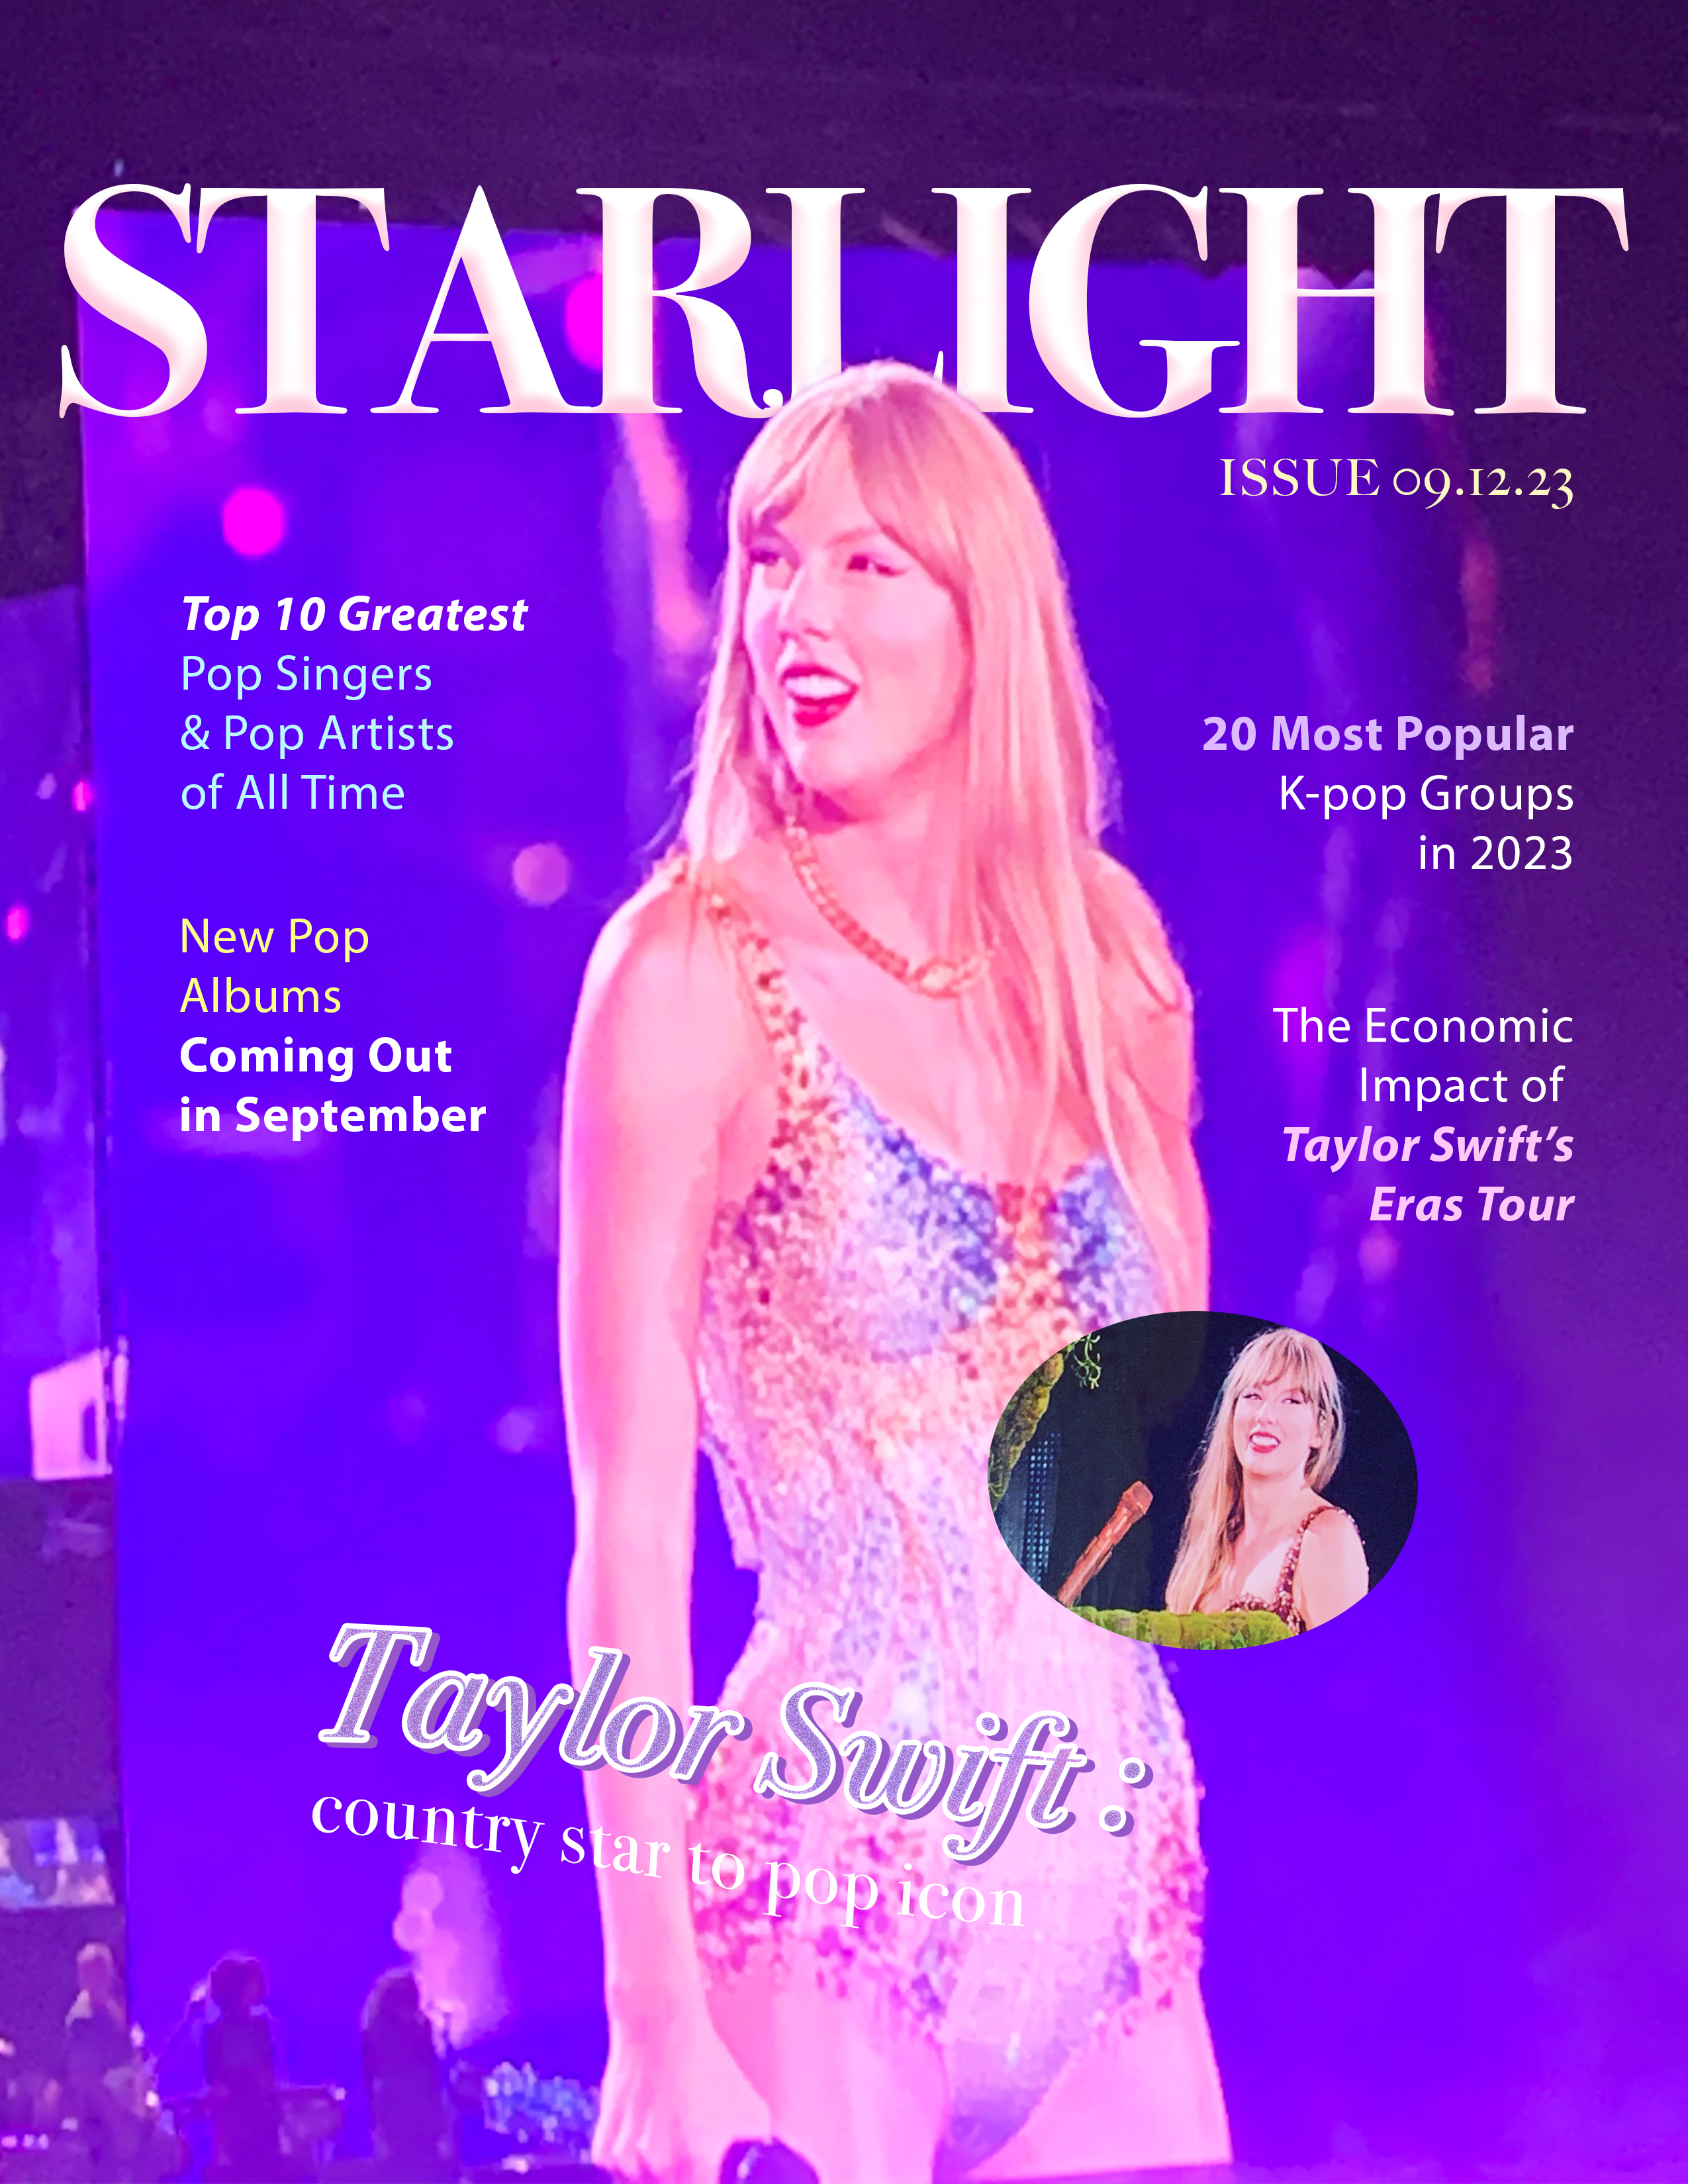 STARLIGHT
ISSUE 09.12.23
Top 10 Greatest
Pop Singers
& Pop Artists
of All Time
New Pop
Albums
Coming Out
in September
20 Most Popular
K-pop Groups
in 2023
The Economic
Impact of
Taylor Swift’s
Eras Tour
Taylor Swift :
country star to pop icon